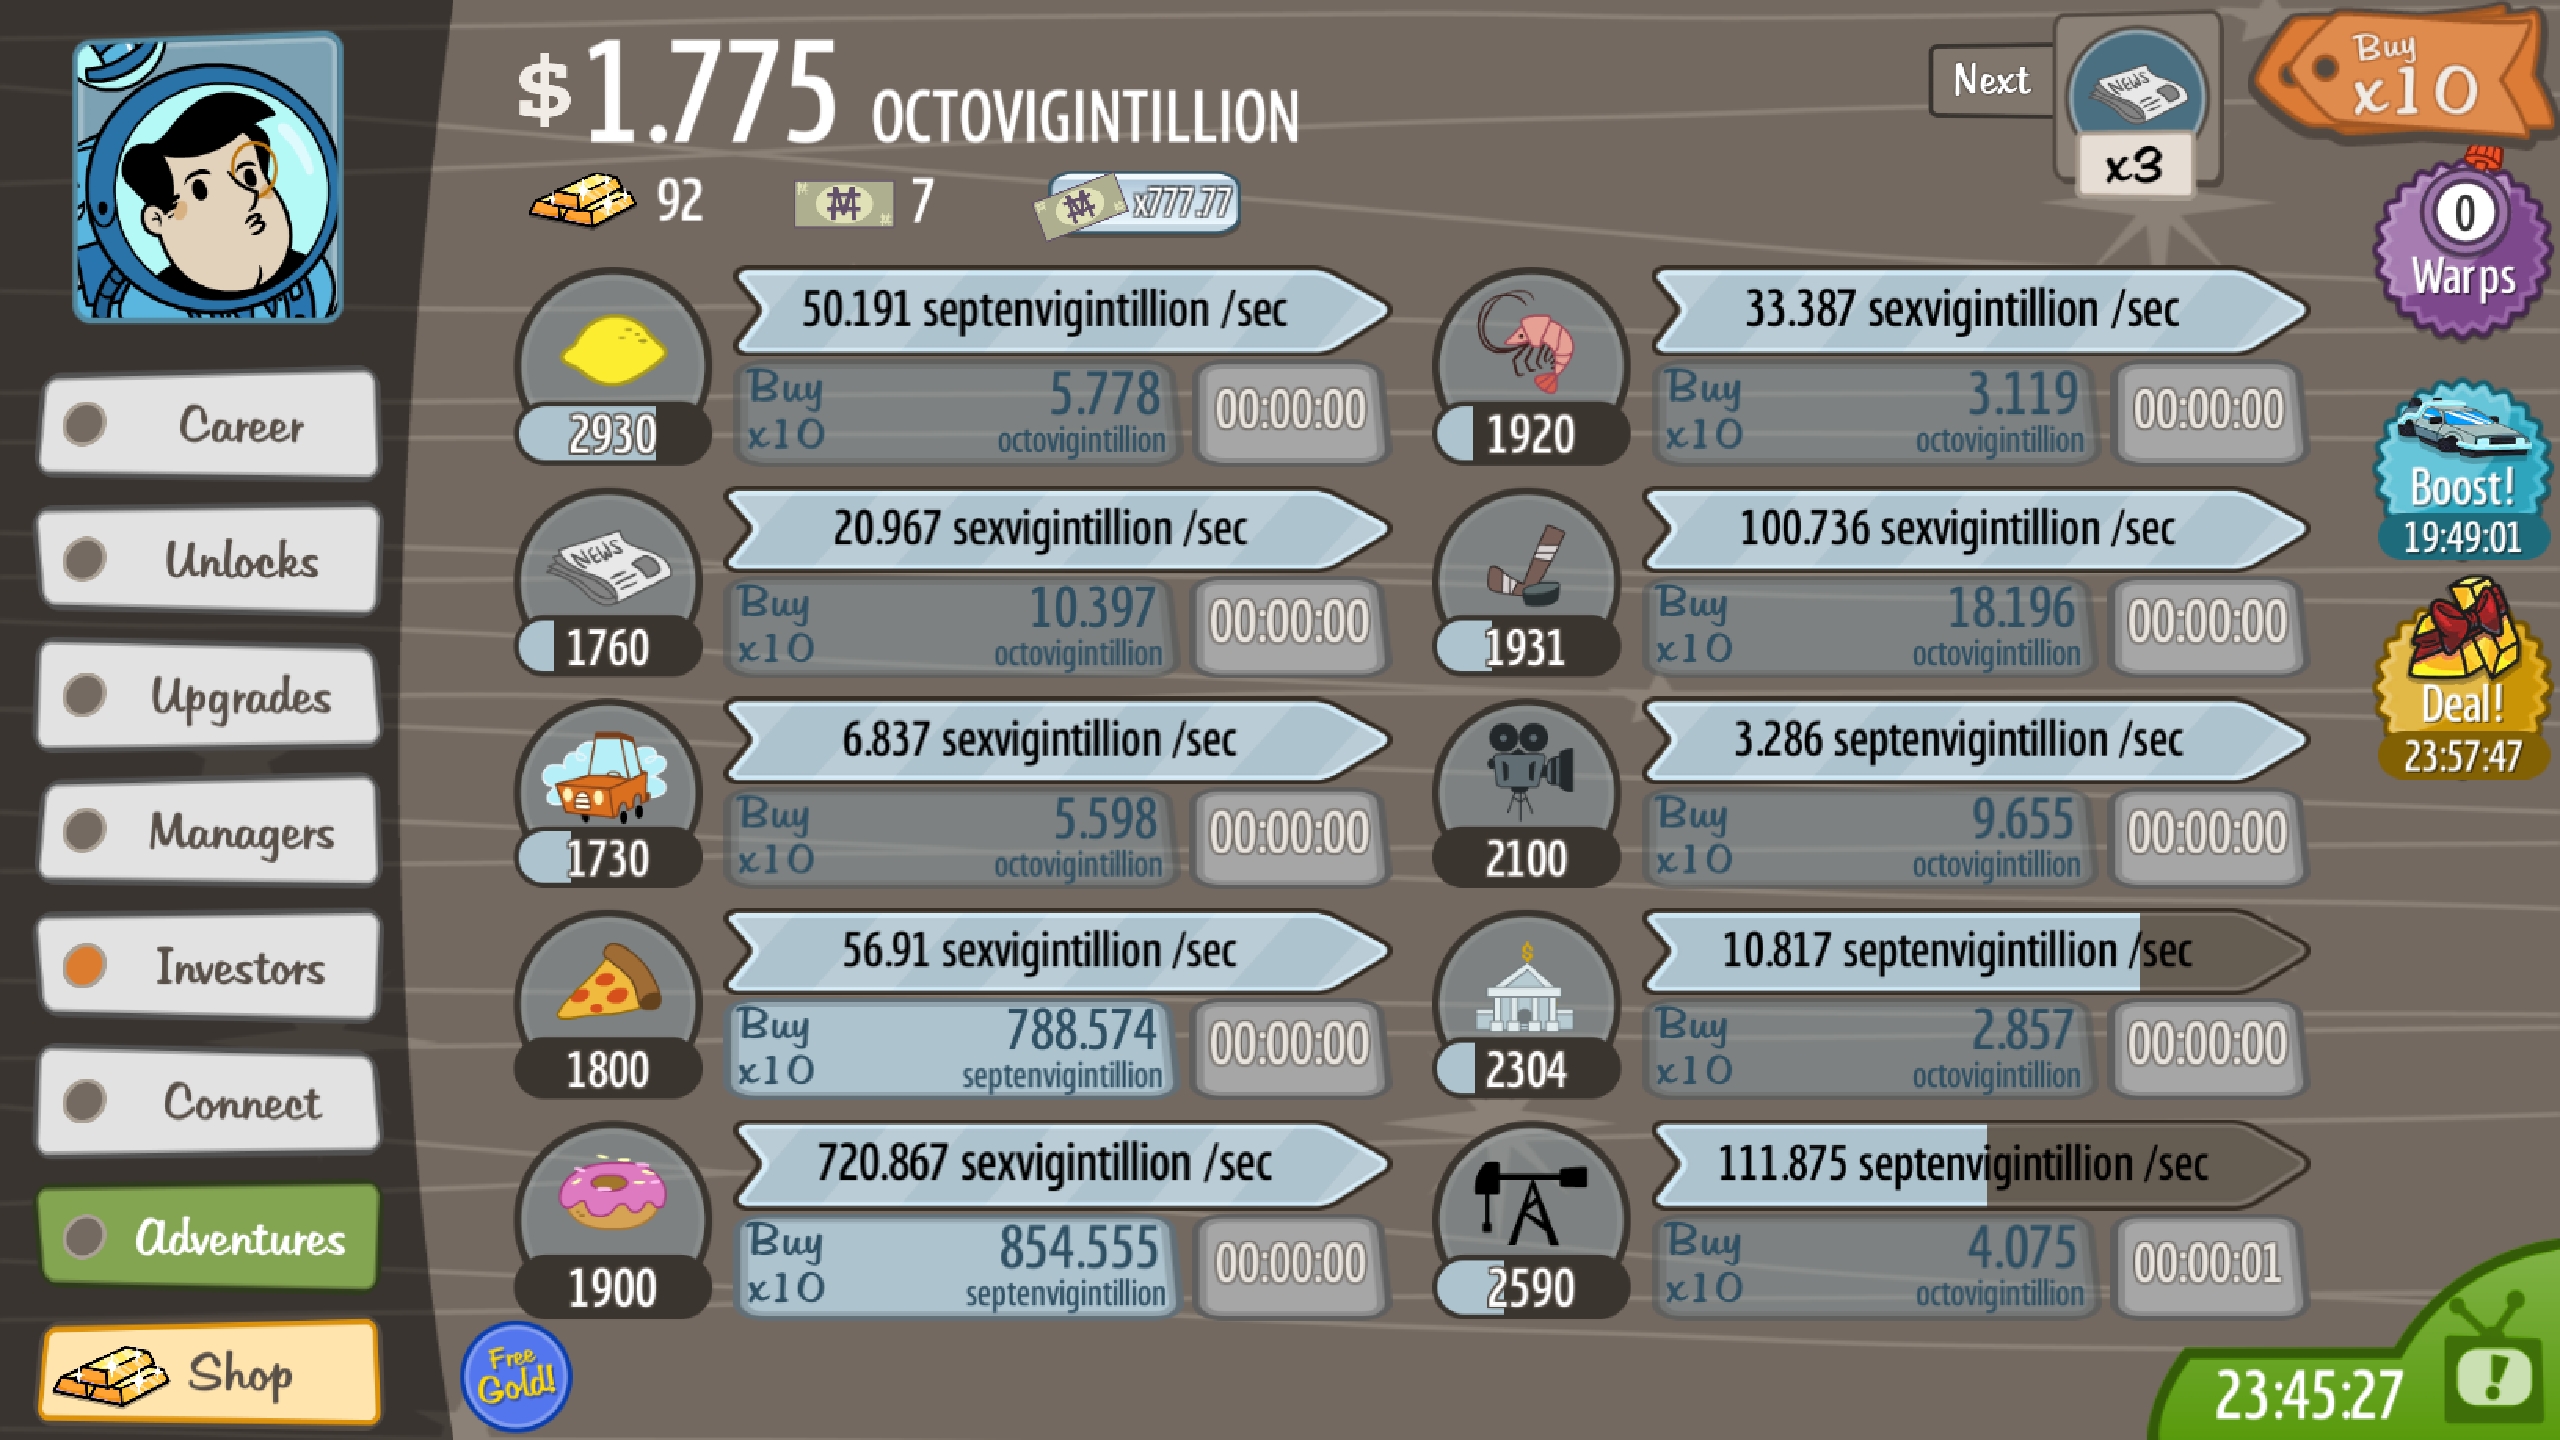 $1.775 OCTOVIGINTILLION
92
7
x777.77
Next
NEWS
x3
Buy
x10
0
Warps
Boost!
19:49:01
Deal!
23:57:47
Career
Unlocks
Upgrades
Managers
Investors
Connect
Adventures
Shop
2930
50.191 septenvigintillion /sec
Buy 5.778
x10 octovigintillion
00:00:00
1920
33.387 sexvigintillion /sec
Buy 3.119
x10 octovigintillion
00:00:00
NEWS
1760
20.967 sexvigintillion /sec
Buy 10.397
x10 octovigintillion
00:00:00
1931
100.736 sexvigintillion /sec
Buy 18.196
x10 octovigintillion
00:00:00
1730
6.837 sexvigintillion /sec
Buy 5.598
x10 octovigintillion
00:00:00
2100
3.286 septenvigintillion /sec
Buy 9.655
x10 octovigintillion
00:00:00
1800
56.91 sexvigintillion /sec
Buy 788.574
x10 septenvigintillion
00:00:00
$
2304
10.817 septenvigintillion /sec
Buy 2.857
x10 octovigintillion
00:00:00
1900
720.867 sexvigintillion /sec
Buy 854.555
x10 septenvigintillion
00:00:00
2590
111.875 septenvigintillion /sec
Buy 4.075
x10 octovigintillion
00:00:01
Free
Gold!
23:45:27
!